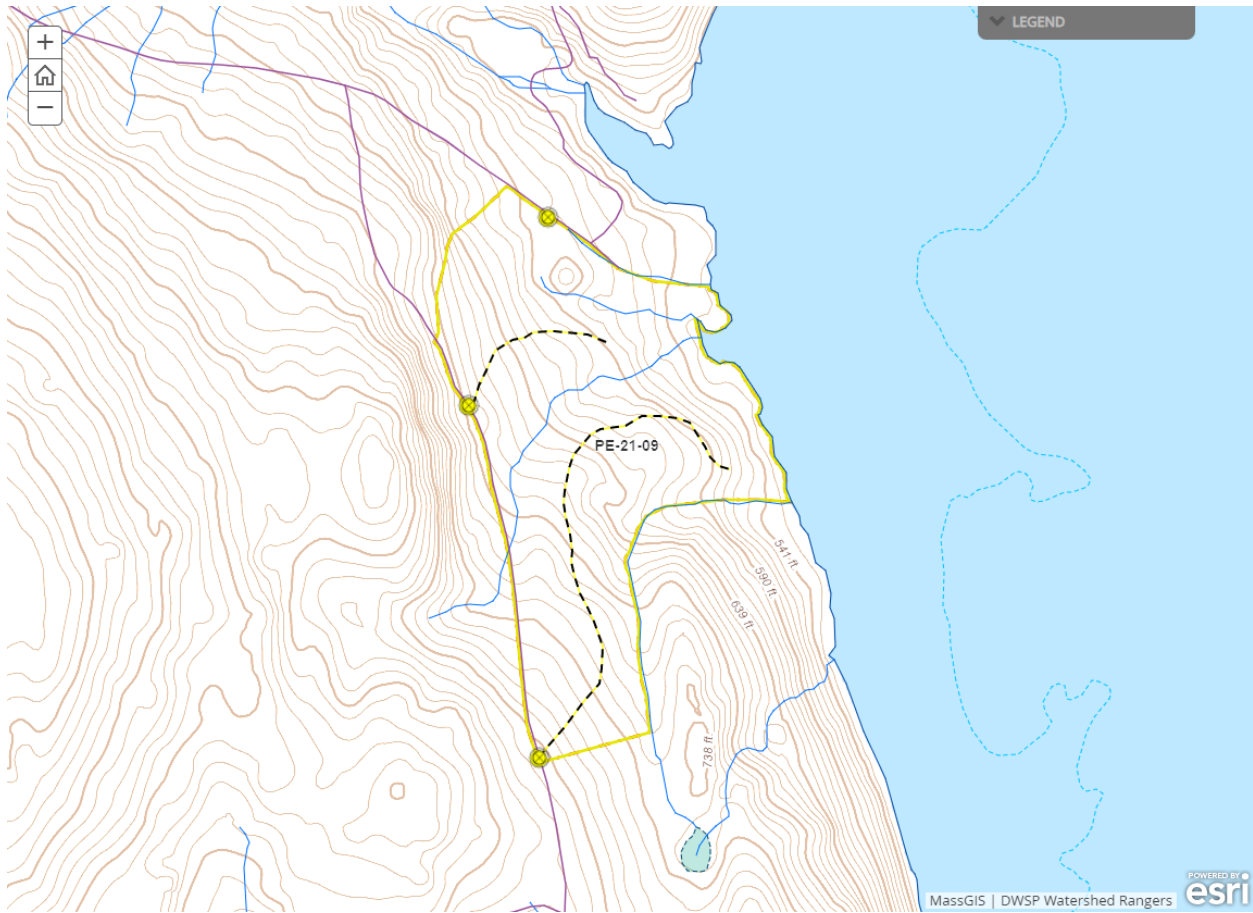 LEGEND
PE-21-09
541 ft
590 ft
639 ft
738 ft
MassGIS | DWSP Watershed Rangers
POWERED BY
esri